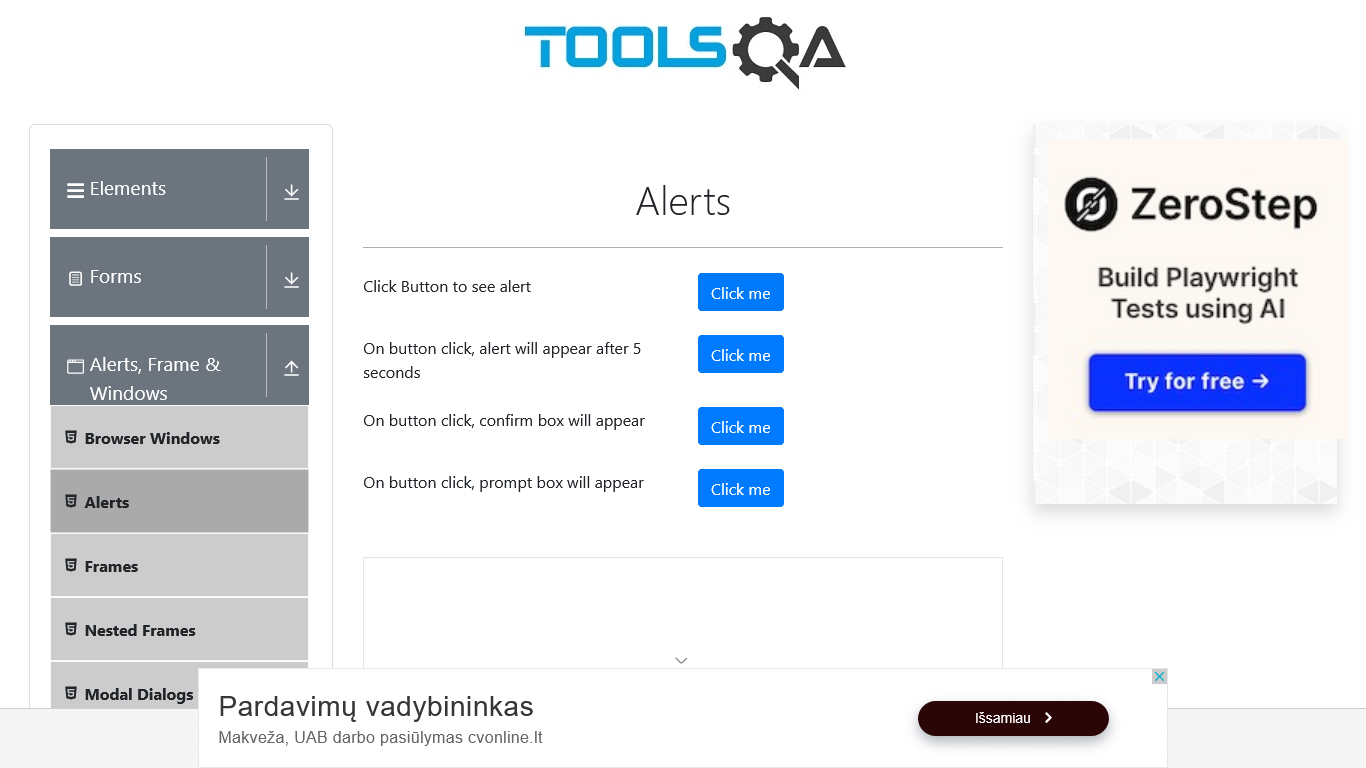 TOOLSQA
Elements
Forms
Alerts, Frame &
Windows
Browser Windows
Alerts
Frames
Nested Frames
Modal Dialogs
Alerts
Click Button to see alert
Click me
On button click, alert will appear after 5
seconds
Click me
On button click, confirm box will appear
Click me
On button click, prompt box will appear
Click me
ZeroStep
Build Playwright
Tests using AI
Try for free →
Pardavimų vadybininkas
Makveža, UAB darbo pasiūlymas cvonline.lt
Išsamiau